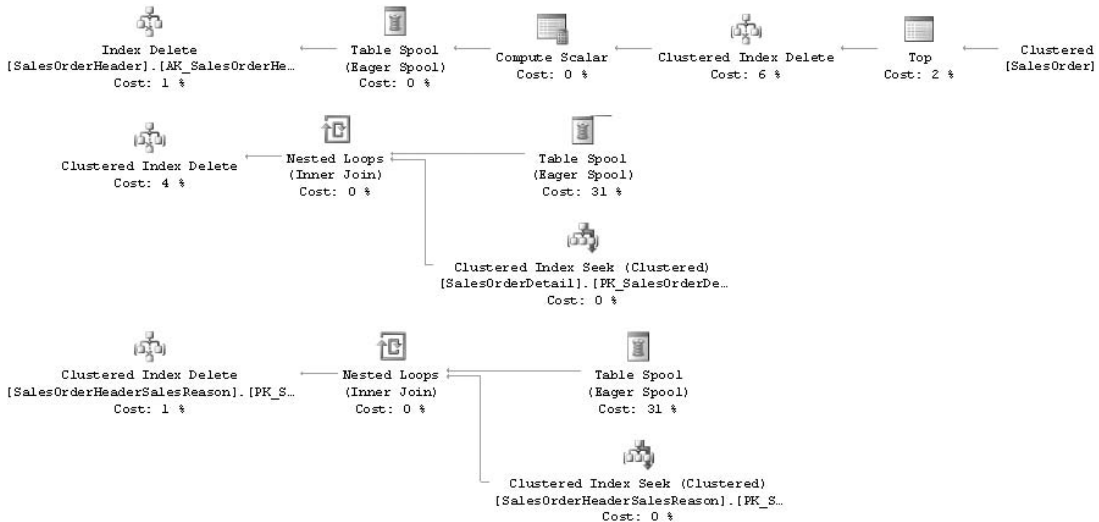 Index Delete
[SalesOrderHeader].[AK_SalesOrderHe…
Cost: 1 %
Table Spool
(Eager Spool)
Cost: 0 %
Compute Scalar
Cost: 0 %
Clustered Index Delete
Cost: 6 %
Top
Cost: 2 %
Clustered
[SalesOrder]
Clustered Index Delete
Cost: 4 %
Nested Loops
(Inner Join)
Cost: 0 %
Table Spool
(Eager Spool)
Cost: 31 %
Clustered Index Seek (Clustered)
[SalesOrderDetail].[PK_SalesOrderDe…
Cost: 0 %
Clustered Index Delete
[SalesOrderHeaderSalesReason].[PK_S…
Cost: 1 %
Nested Loops
(Inner Join)
Cost: 0 %
Table Spool
(Eager Spool)
Cost: 31 %
Clustered Index Seek (Clustered)
[SalesOrderHeaderSalesReason].[PK_S…
Cost: 0 %